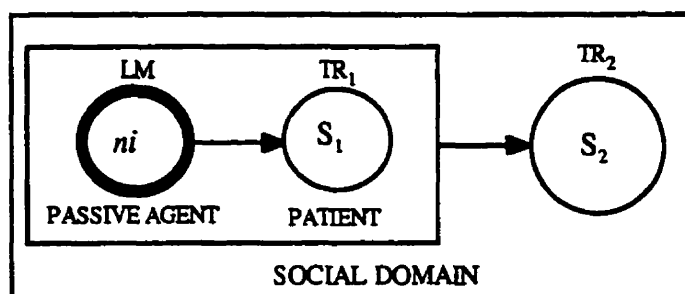 LM TR₁ TR₂
ni S₁ S₂
PASSIVE AGENT PATIENT
SOCIAL DOMAIN